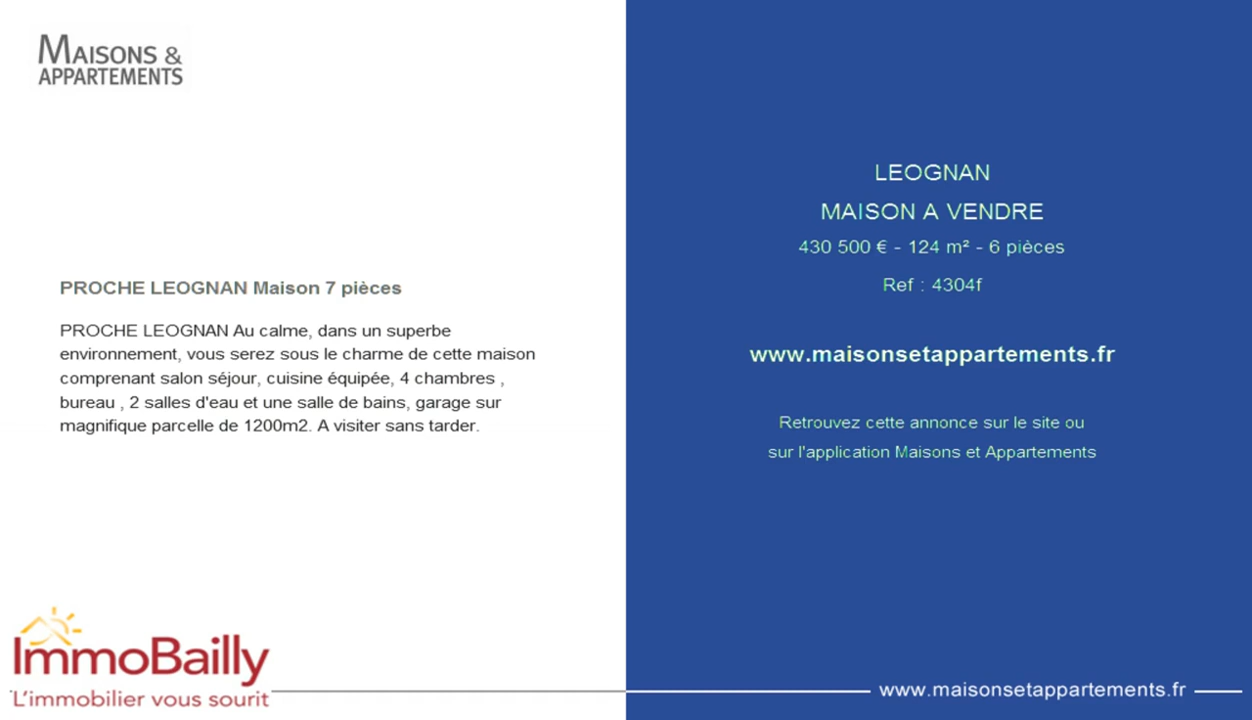 MAISONS &
APPARTEMENTS
PROCHE LEOGNAN Maison 7 pièces
PROCHE LEOGNAN Au calme, dans un superbe
environnement, vous serez sous le charme de cette maison
comprenant salon séjour, cuisine équipée, 4 chambres ,
bureau , 2 salles d'eau et une salle de bains, garage sur
magnifique parcelle de 1200m2. A visiter sans tarder.
ImmoBailly
L'immobilier vous sourit
LEOGNAN
MAISON A VENDRE
430 500 € - 124 m² - 6 pièces
Ref : 4304f
www.maisonsetappartements.fr
Retrouvez cette annonce sur le site ou
sur l'application Maisons et Appartements
www.maisonsetappartements.fr